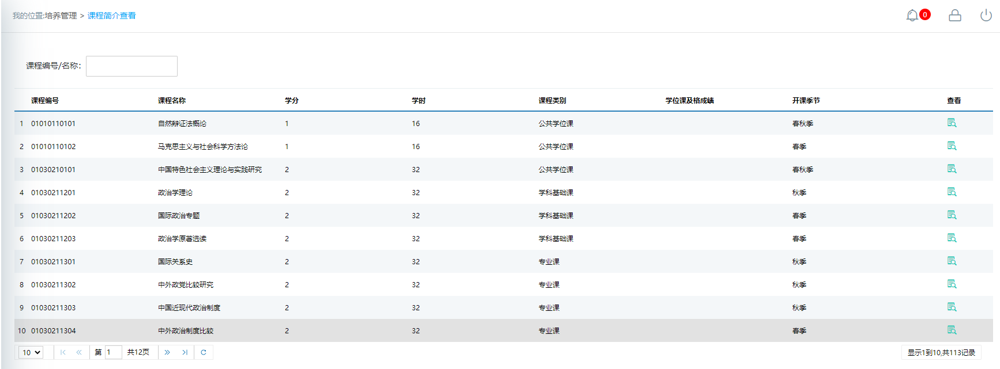 我的位置:培养管理 > 课程简介查看 0
课程编号/名称:
课程编号 课程名称 学分 学时 课程类别 学位课及格成绩 开课季节 查看
1 01010110101 自然辩证法概论 1 16 公共学位课 春秋季
2 01010110102 马克思主义与社会科学方法论 1 16 公共学位课 春季
3 01030210101 中国特色社会主义理论与实践研究 2 32 公共学位课 春秋季
4 01030211201 政治学理论 2 32 学科基础课 秋季
5 01030211202 国际政治专题 2 32 学科基础课 春季
6 01030211203 政治学原著选读 2 32 学科基础课 春季
7 01030211301 国际关系史 2 32 专业课 秋季
8 01030211302 中外政党比较研究 2 32 专业课 秋季
9 01030211303 中国近现代政治制度 2 32 专业课 秋季
10 01030211304 中外政治制度比较 2 32 专业课 春季
10 第 1 共12页 显示1到10,共113记录